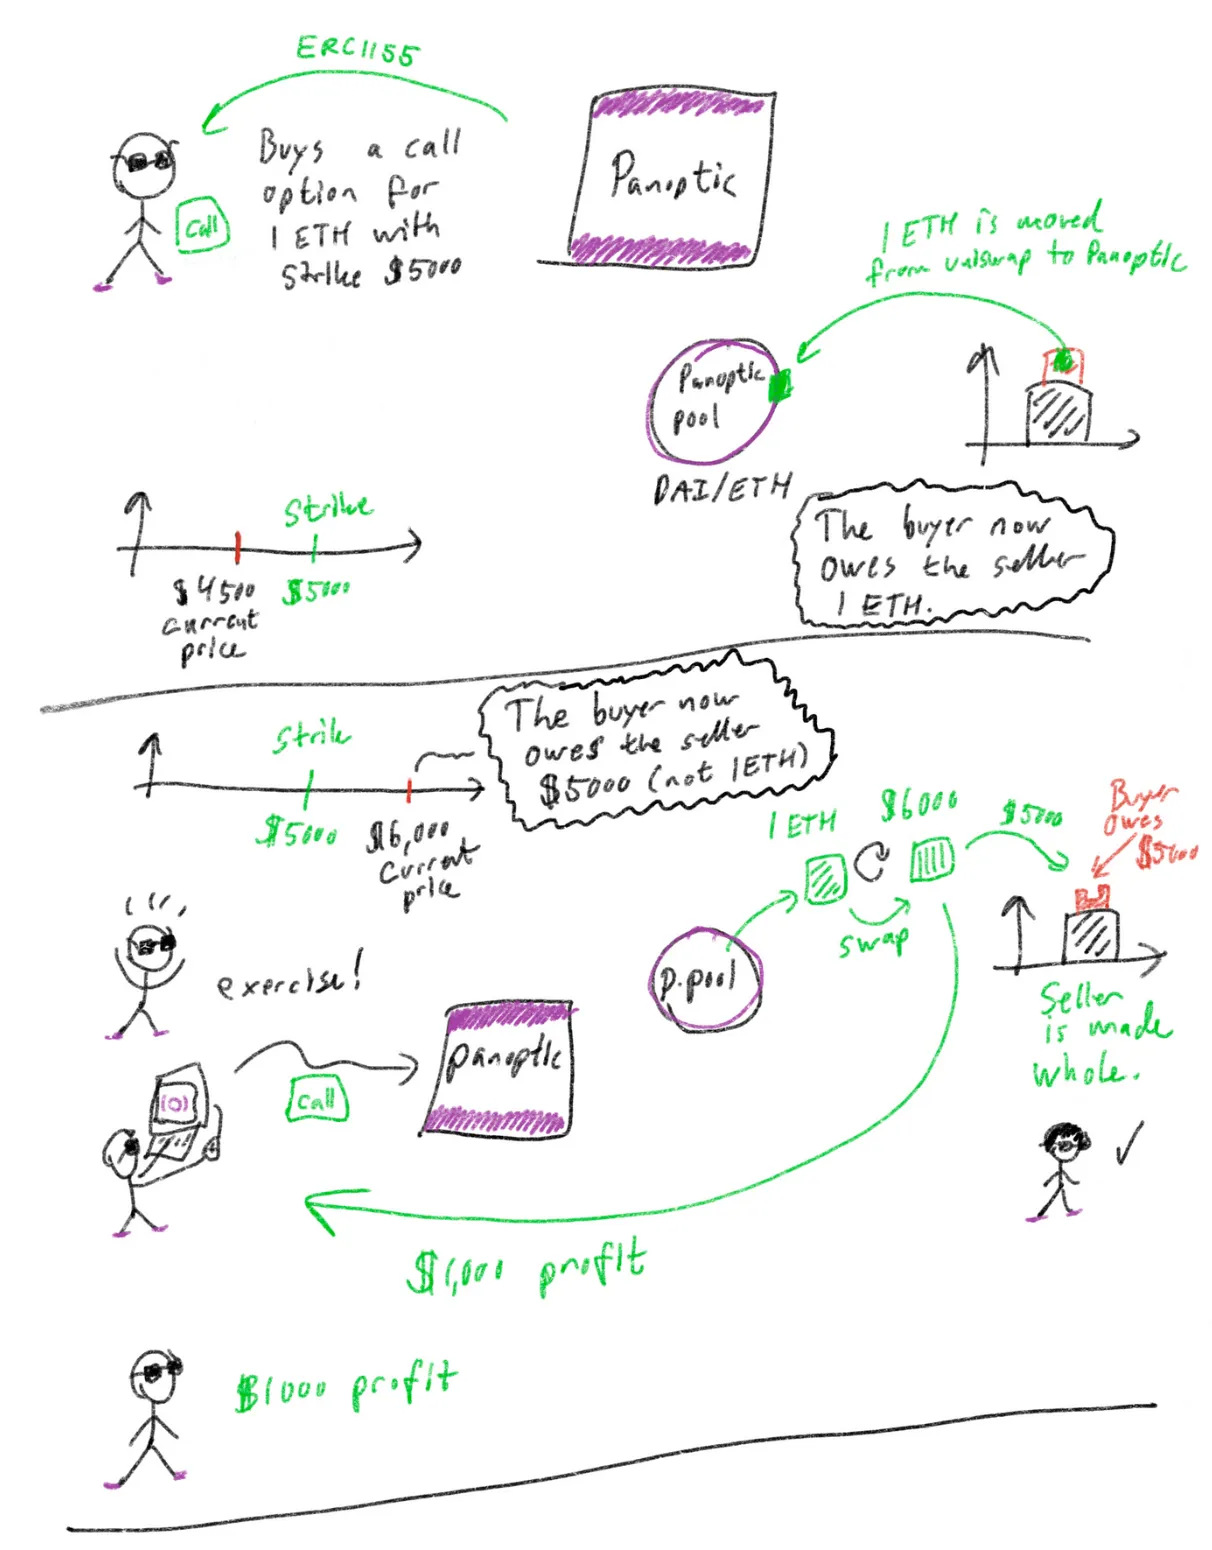 ERC1155
Buys a call
option for
1 ETH with
strike $5000
Call
Panoptic
1 ETH is moved
from uniswap to Panoptic
Panoptic
pool
DAI/ETH
The buyer now
owes the seller
1 ETH.
Strike
$4500
$5000
current
price
The buyer now
owes the seller
$5000 (not 1ETH)
Strike
$5000
$6,000
current
price
1 ETH
$6000
$5000
Buyer
owes
$5000
swap
p.pool
exercise!
Call
panoptic
(0)
Seller
is made
whole.
$1,000 profit
$1000 profit